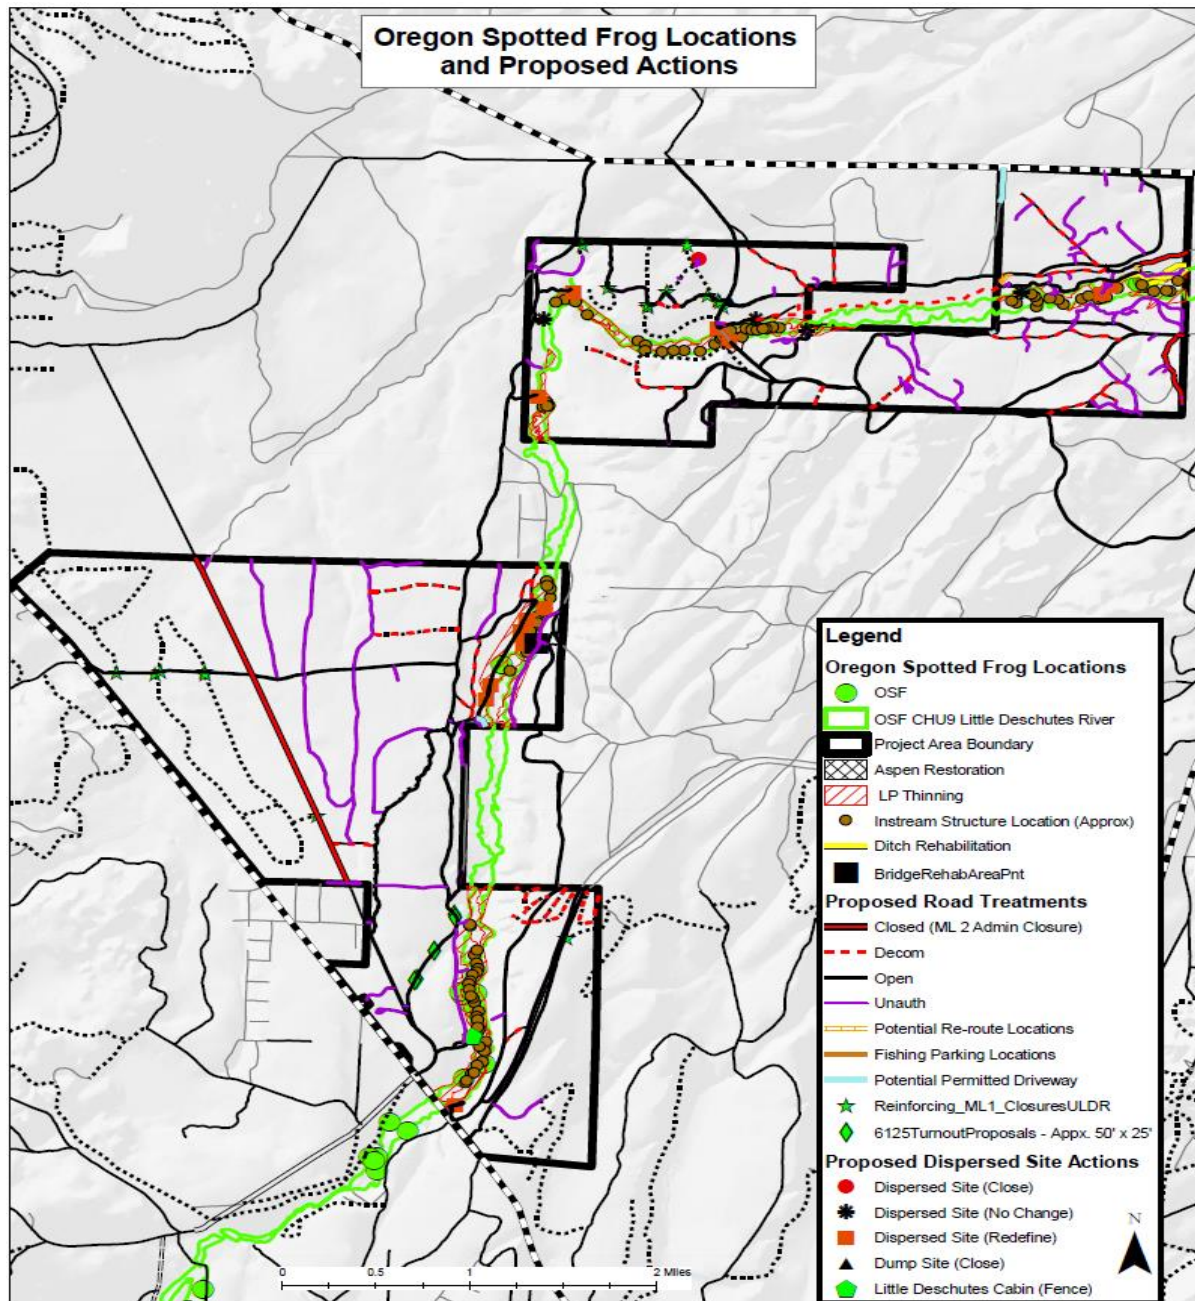 Oregon Spotted Frog Locations
and Proposed Actions
Legend
Oregon Spotted Frog Locations
OSF
OSF CHU9 Little Deschutes River
Project Area Boundary
Aspen Restoration
LP Thinning
Instream Structure Location (Approx)
Ditch Rehabilitation
BridgeRehabAreaPnt
Proposed Road Treatments
Closed (ML 2 Admin Closure)
Decom
Open
Unauth
Potential Re-route Locations
Fishing Parking Locations
Potential Permitted Driveway
Reinforcing_ML1_ClosuresULDR
6125TurnoutProposals - Appx. 50' x 25'
Proposed Dispersed Site Actions
Dispersed Site (Close)
Dispersed Site (No Change)
Dispersed Site (Redefine)
Dump Site (Close)
Little Deschutes Cabin (Fence)
N
0 0.5 1 2 Miles